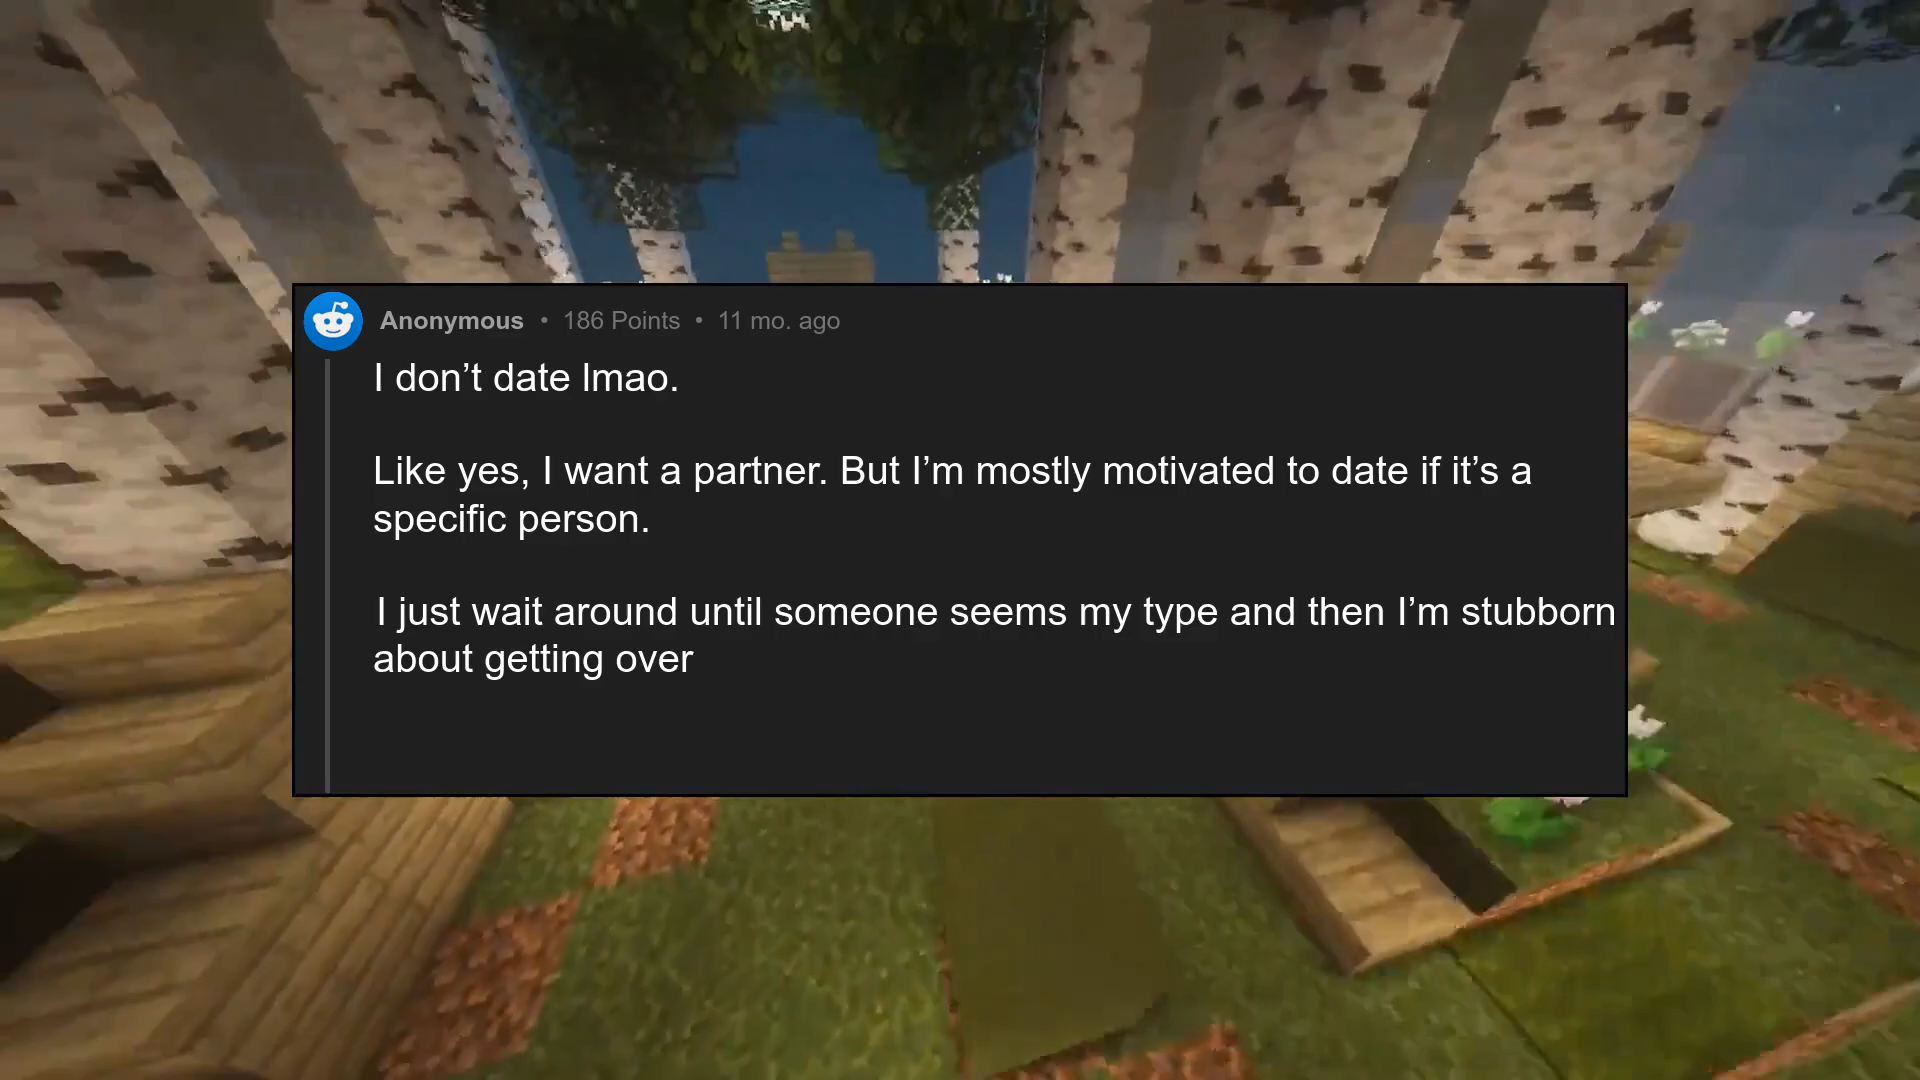 Anonymous • 186 Points • 11 mo. ago
I don’t date lmao.
Like yes, I want a partner. But I’m mostly motivated to date if it’s a
specific person.
I just wait around until someone seems my type and then I’m stubborn
about getting over